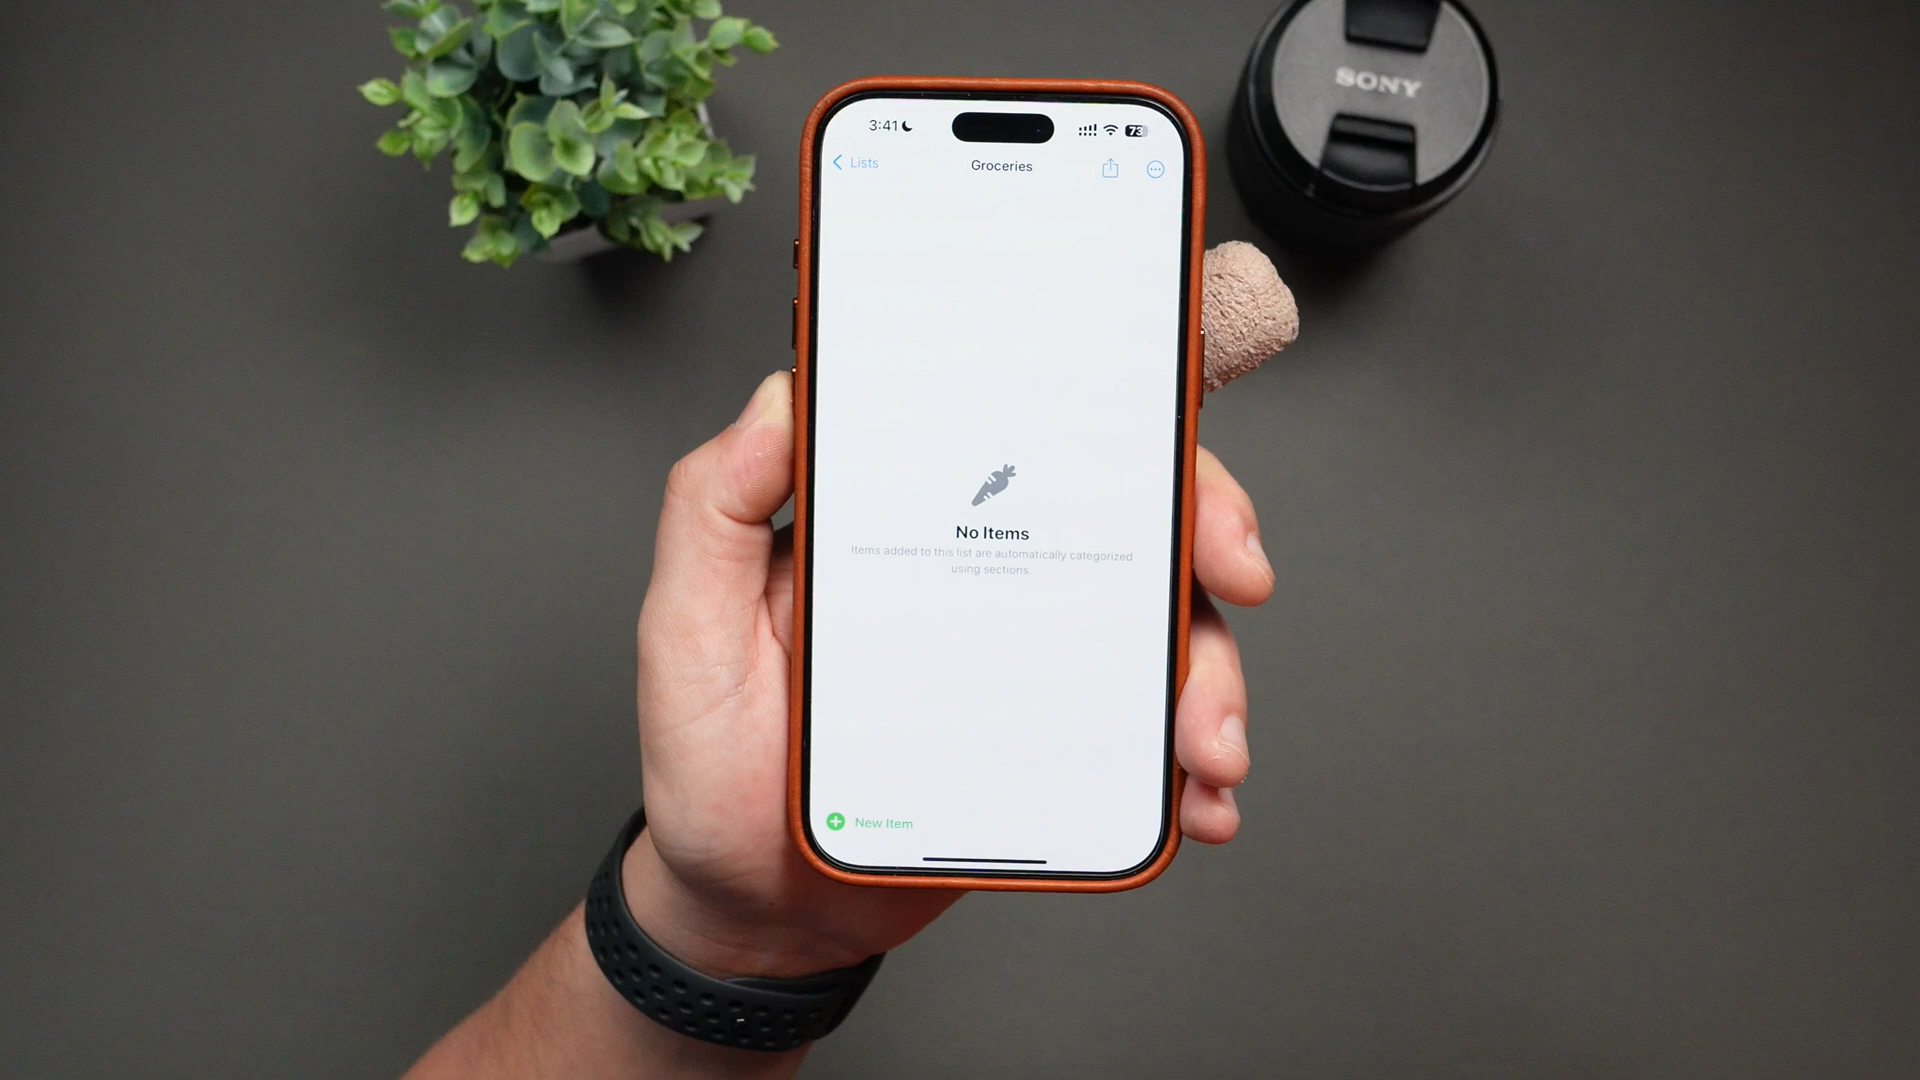 SONY
3:41
73
Lists
Groceries
No Items
Items added to this list are automatically categorized
using sections.
New Item